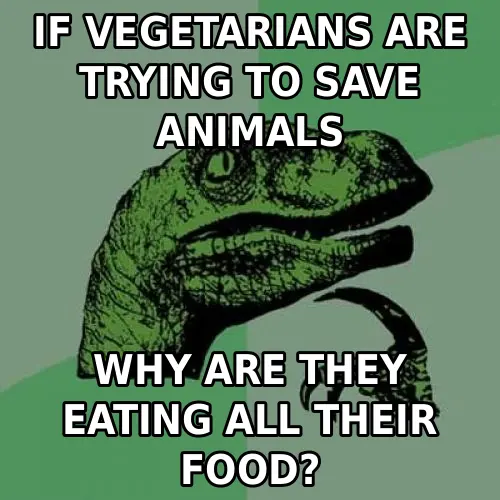 IF VEGETARIANS ARE
TRYING TO SAVE
ANIMALS
WHY ARE THEY
EATING ALL THEIR
FOOD?